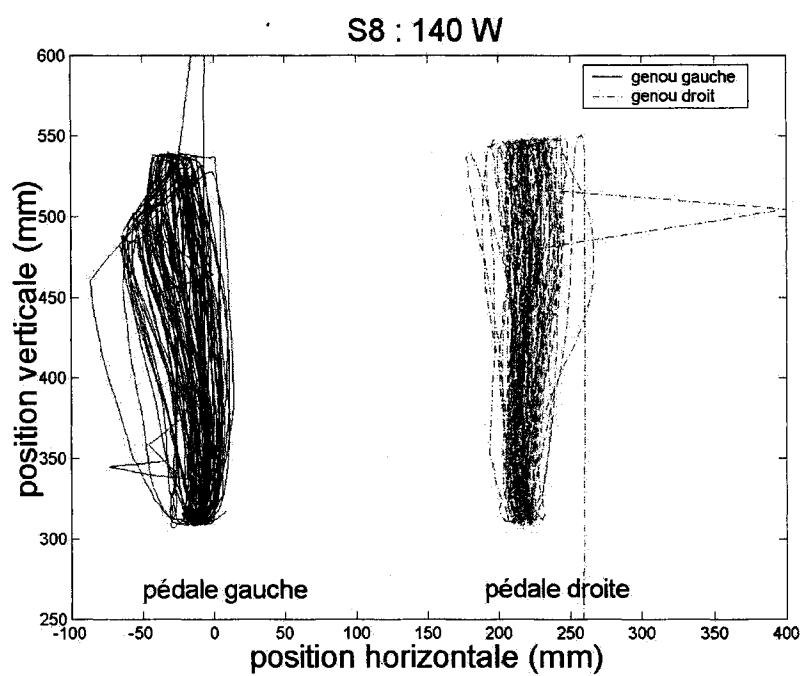 S8 : 140 W
600
550
500
450
400
350
300
250
position verticale (mm)
genou gauche
genou droit
pédale gauche
pédale droite
-100
-50
0
50
100
150
200
250
300
350
400
position horizontale (mm)